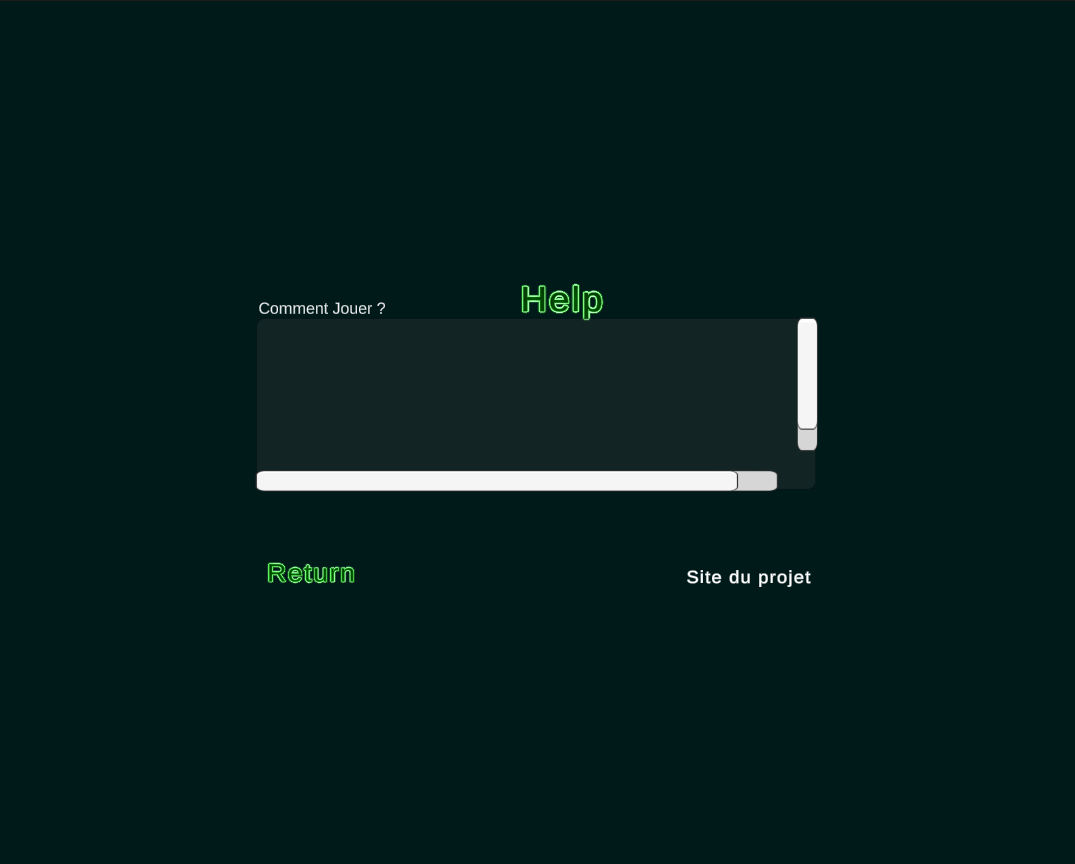 Help
Comment Jouer ?
Return
Site du projet